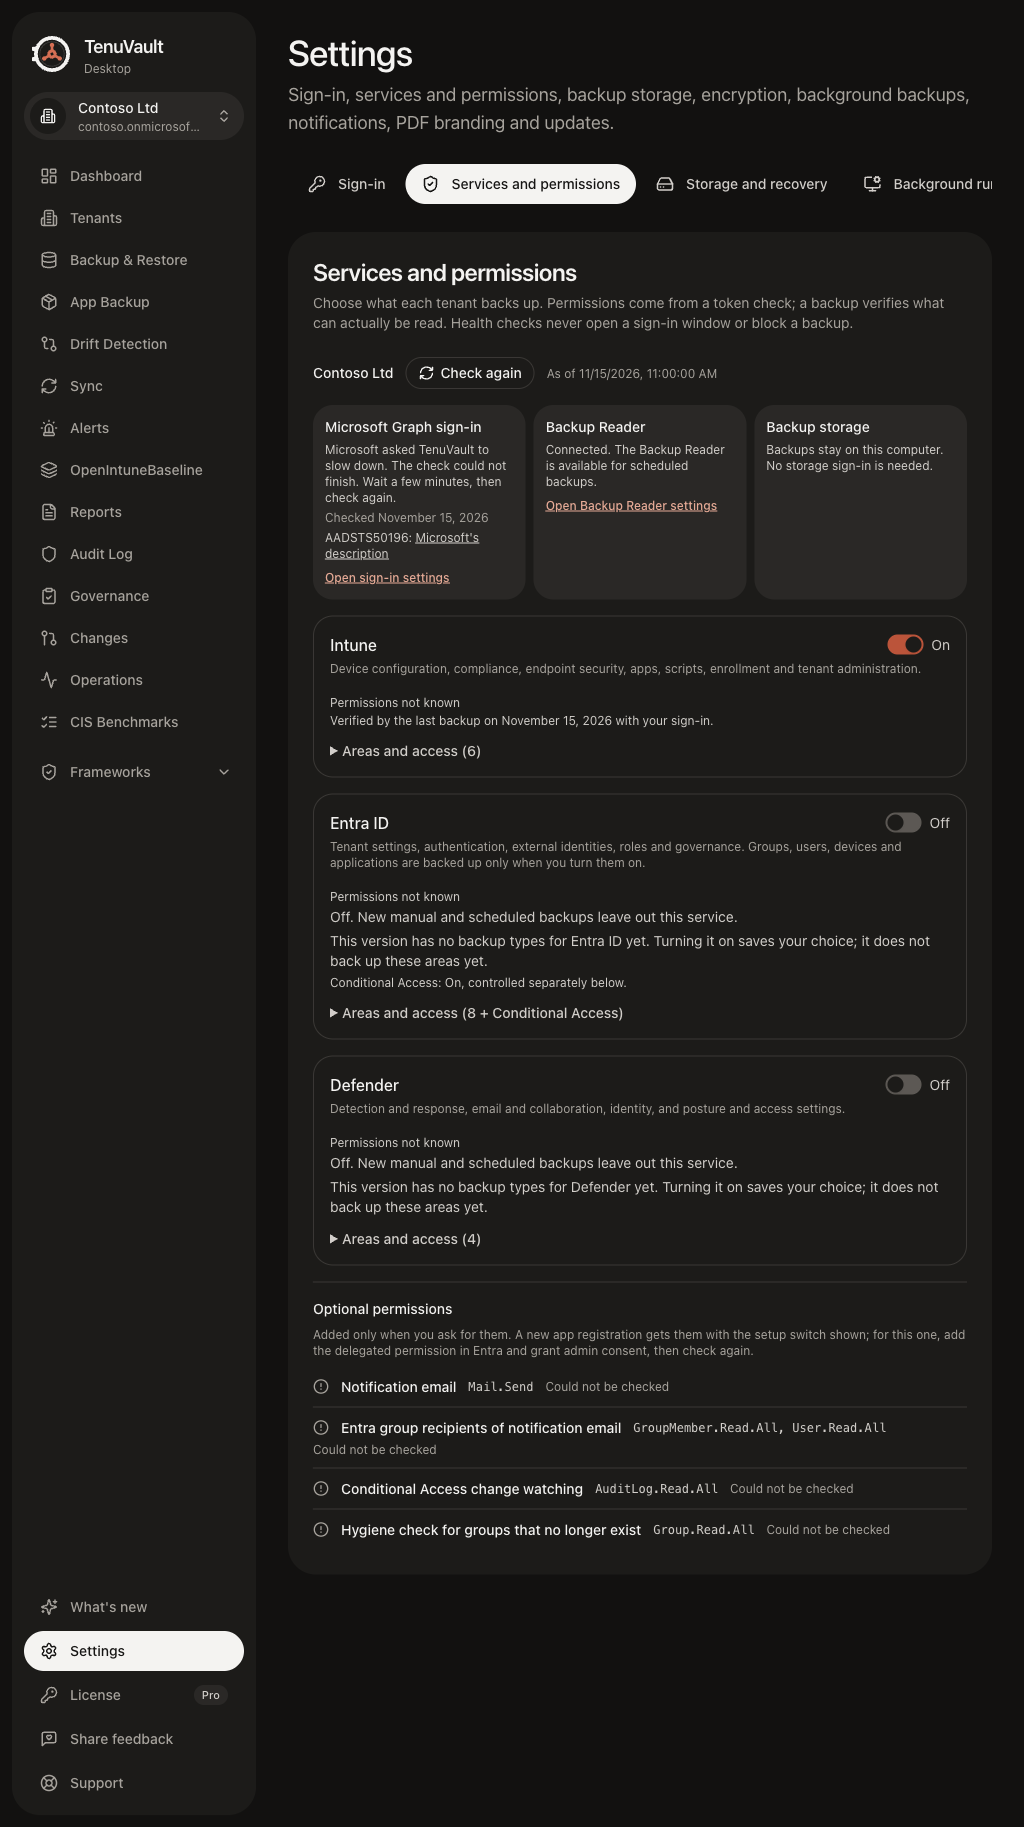 TenuVault
Desktop
Contoso Ltd
contoso.onmicrosof...
Dashboard
Tenants
Backup & Restore
App Backup
Drift Detection
Sync
Alerts
OpenIntuneBaseline
Reports
Audit Log
Governance
Changes
Operations
CIS Benchmarks
Frameworks
What's new
Settings
License Pro
Share feedback
Support
Settings
Sign-in, services and permissions, backup storage, encryption, background backups,
notifications, PDF branding and updates.
Sign-in Services and permissions Storage and recovery Background ru
Services and permissions
Choose what each tenant backs up. Permissions come from a token check; a backup verifies what
can actually be read. Health checks never open a sign-in window or block a backup.
Contoso Ltd Check again As of 11/15/2026, 11:00:00 AM
Microsoft Graph sign-in
Microsoft asked TenuVault to
slow down. The check could not
finish. Wait a few minutes, then
check again.
Checked November 15, 2026
AADSTS50196: Microsoft's
description
Open sign-in settings
Backup Reader
Connected. The Backup Reader
is available for scheduled
backups.
Open Backup Reader settings
Backup storage
Backups stay on this computer.
No storage sign-in is needed.
Intune On
Device configuration, compliance, endpoint security, apps, scripts, enrollment and tenant administration.
Permissions not known
Verified by the last backup on November 15, 2026 with your sign-in.
Areas and access (6)
Entra ID Off
Tenant settings, authentication, external identities, roles and governance. Groups, users, devices and
applications are backed up only when you turn them on.
Permissions not known
Off. New manual and scheduled backups leave out this service.
This version has no backup types for Entra ID yet. Turning it on saves your choice; it does not
back up these areas yet.
Conditional Access: On, controlled separately below.
Areas and access (8 + Conditional Access)
Defender Off
Detection and response, email and collaboration, identity, and posture and access settings.
Permissions not known
Off. New manual and scheduled backups leave out this service.
This version has no backup types for Defender yet. Turning it on saves your choice; it does not
back up these areas yet.
Areas and access (4)
Optional permissions
Added only when you ask for them. A new app registration gets them with the setup switch shown; for this one, add
the delegated permission in Entra and grant admin consent, then check again.
Notification email Mail.Send Could not be checked
Entra group recipients of notification email GroupMember.Read.All, User.Read.All
Could not be checked
Conditional Access change watching AuditLog.Read.All Could not be checked
Hygiene check for groups that no longer exist Group.Read.All Could not be checked